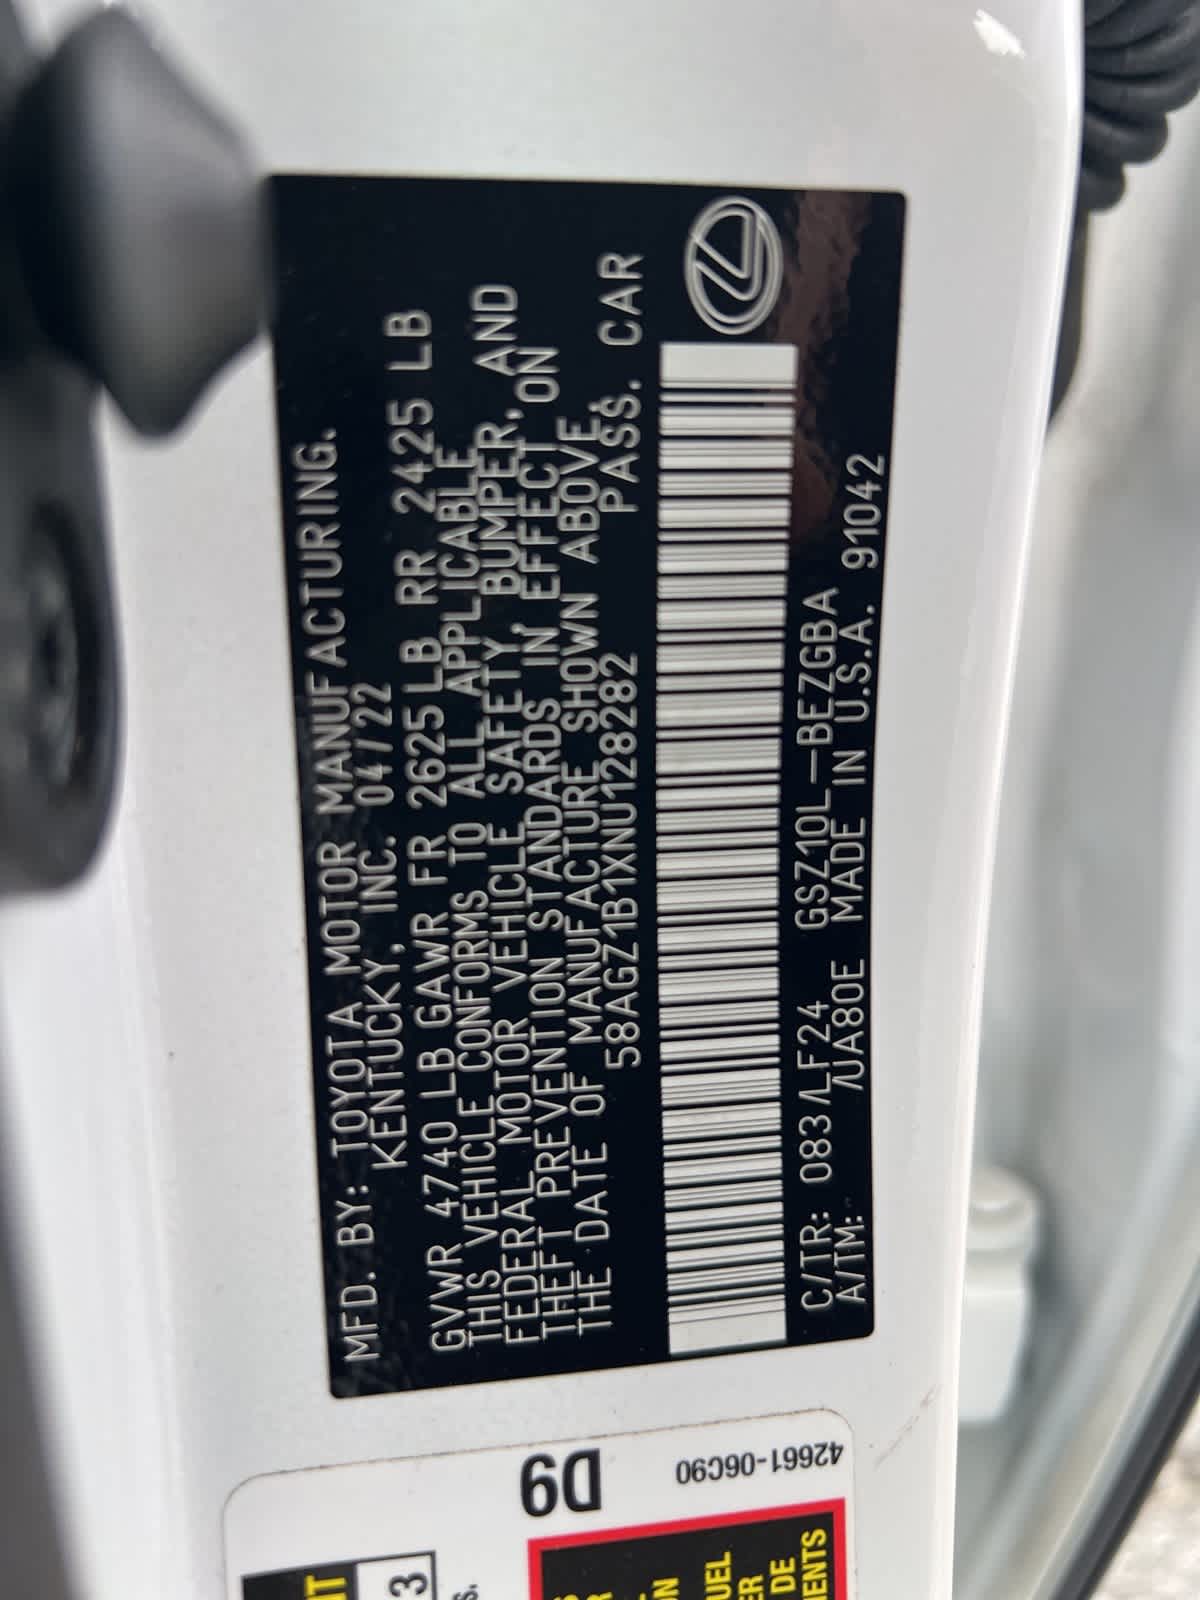 MFD. BY: TOYOTA MOTOR MANUFACTURING.
KENTUCKY, INC. 04/22
GVWR 4740 LB GAWR FR 2625 LB RR 2425 LB
THIS VEHICLE CONFORMS TO ALL APPLICABLE
FEDERAL MOTOR VEHICLE SAFETY, BUMPER, AND
THEFT PREVENTION STANDARDS IN EFFECT ON
THE DATE OF MANUFACTURE SHOWN ABOVE.
58AGZ1B1XNU128282 PASS. CAR
C/TR: 083/LF24 GSZ10L-BEZGBA
A/TM: /UA80E MADE IN U.S.A. 91042
D9
42661-06C90
3
DE